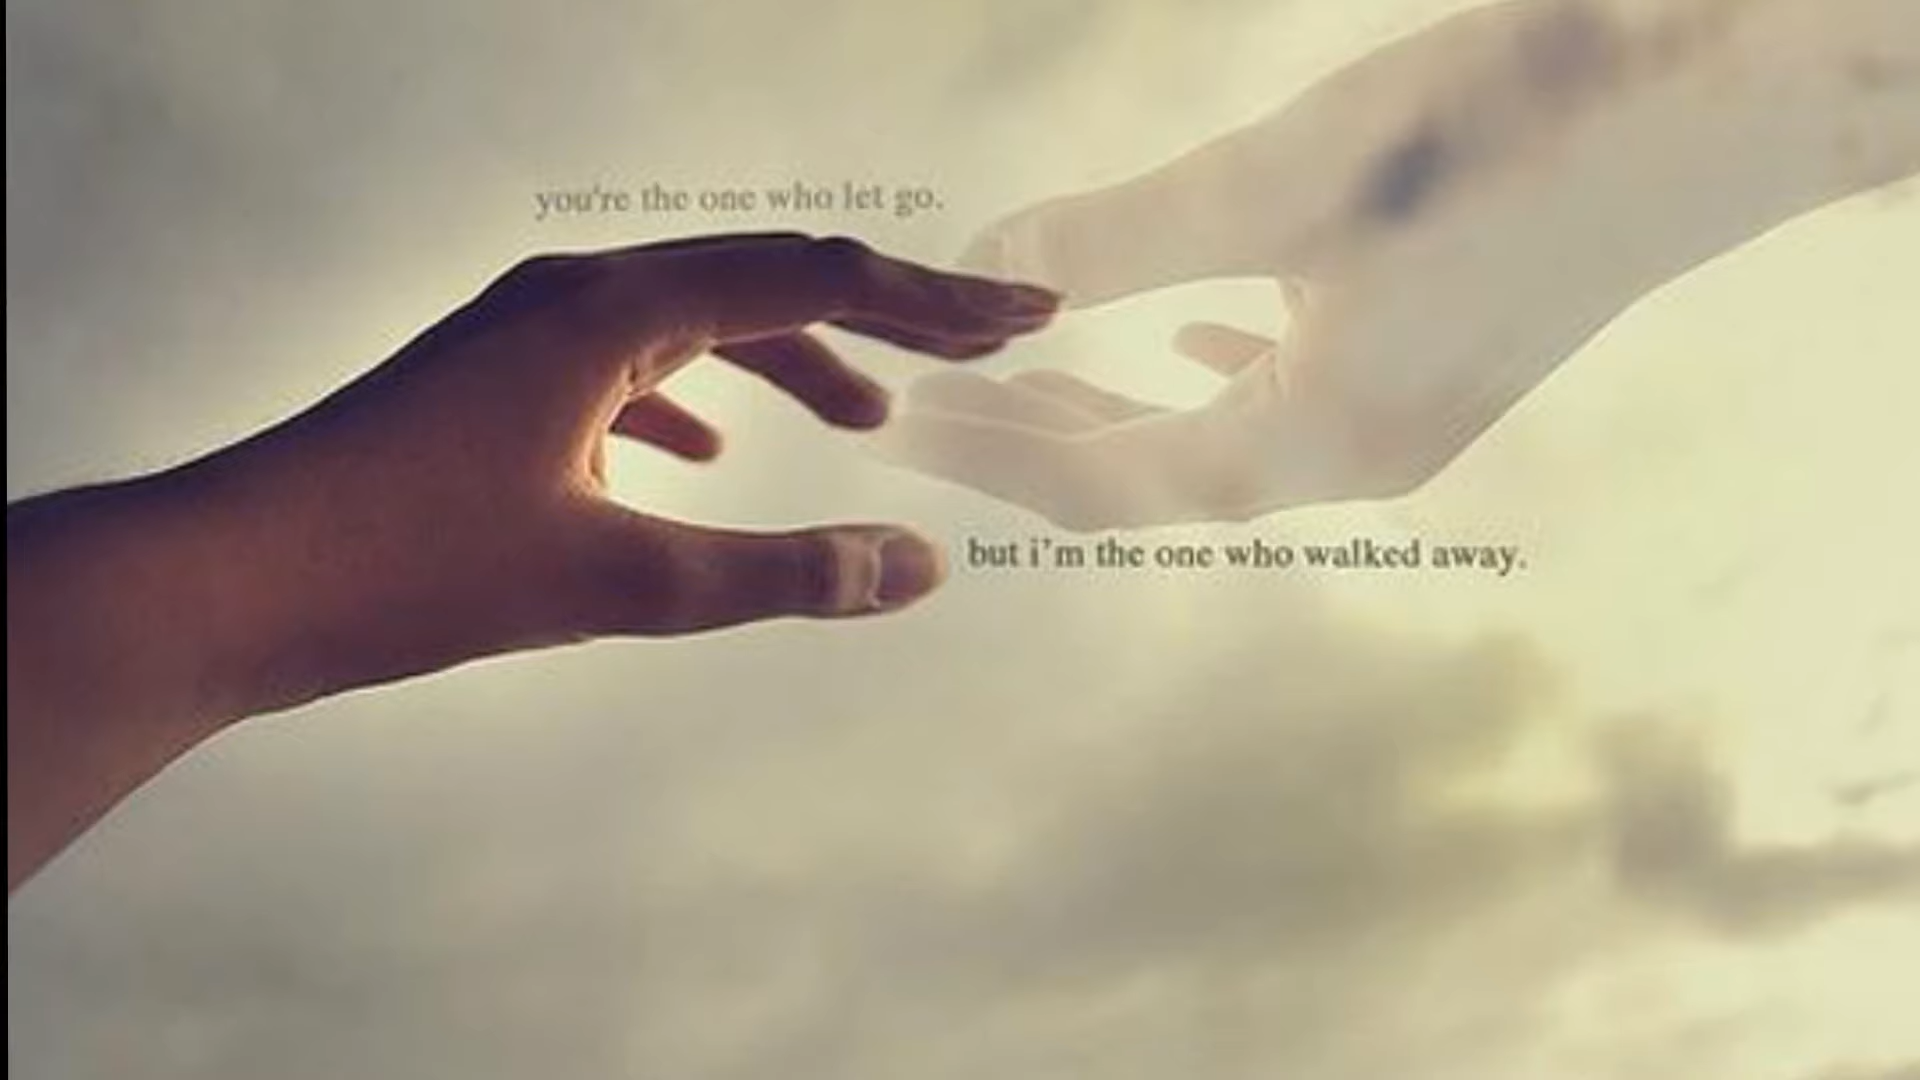 you're the one who let go.
but i'm the one who walked away.